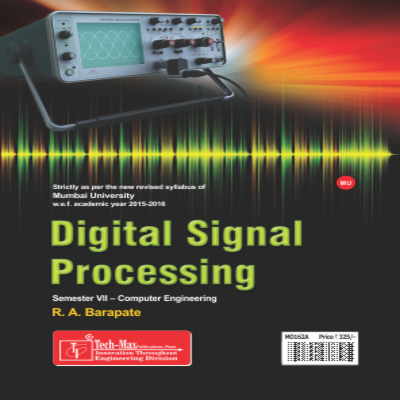 Strictly as per the new revised syllabus of
Mumbai University
w.e.f. academic year 2015-2016
MU
Digital Signal
Processing
Semester VII – Computer Engineering
R. A. Barapate
Tech-Max Publications, Pune
Innovation Throughout
Engineering Division
MO162A Price ₹ 325/-